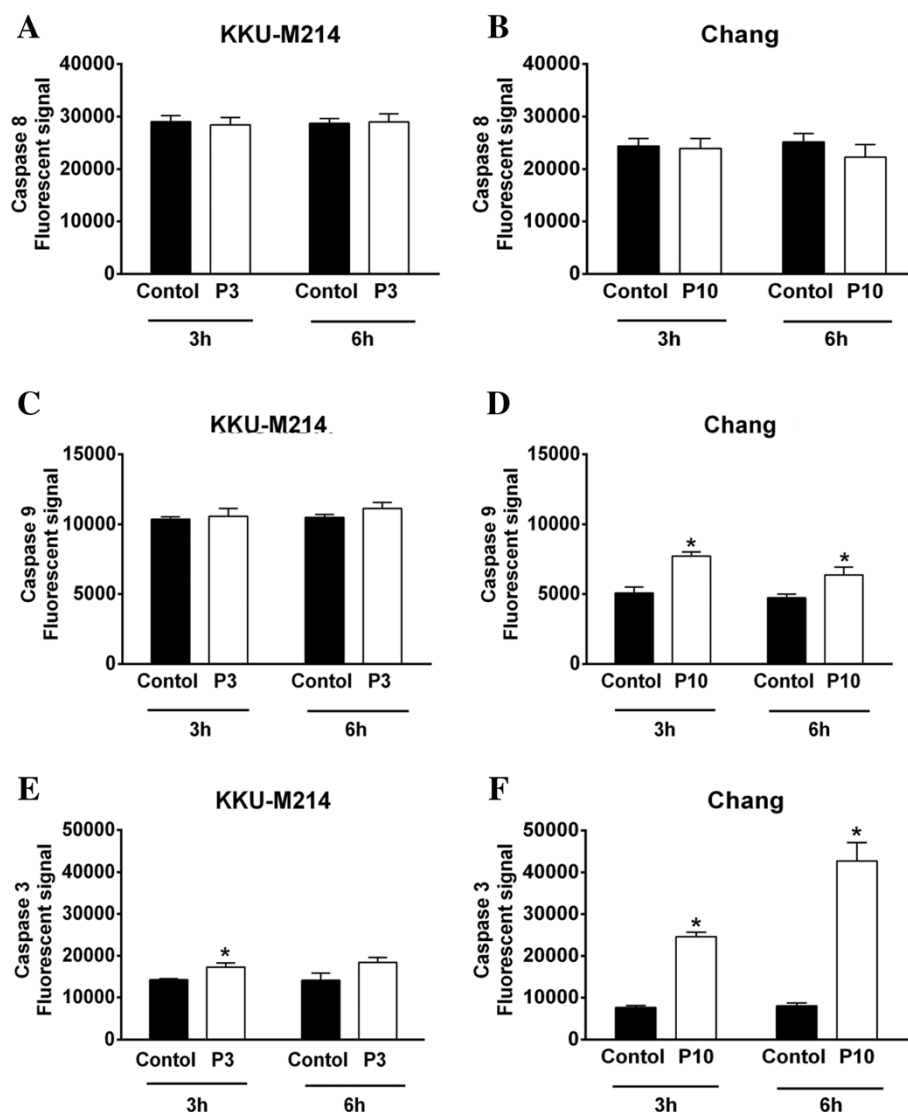 A
KKU-M214
Caspase 8
Fluorescent signal
40000
30000
20000
10000
0
Contol P3 Contol P3
3h 6h
B
Chang
Caspase 8
Fluorescent signal
40000
30000
20000
10000
0
Contol P10 Contol P10
3h 6h
C
KKU-M214
Caspase 9
Fluorescent signal
15000
10000
5000
0
Contol P3 Contol P3
3h 6h
D
Chang
Caspase 9
Fluorescent signal
15000
10000
5000
0
* *
Contol P10 Contol P10
3h 6h
E
KKU-M214
Caspase 3
Fluorescent signal
50000
40000
30000
20000
10000
0
*
Contol P3 Contol P3
3h 6h
F
Chang
Caspase 3
Fluorescent signal
50000
40000
30000
20000
10000
0
* *
Contol P10 Contol P10
3h 6h